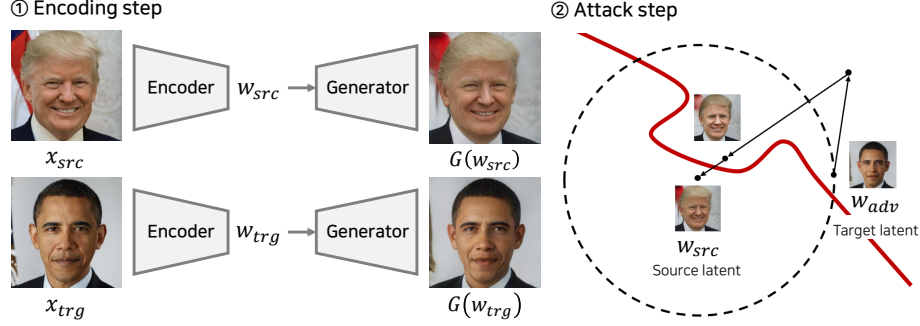 ① Encoding step
Encoder
w_src
Generator
x_src
G(w_src)
Encoder
w_trg
Generator
x_trg
G(w_trg)
② Attack step
w_adv
Target latent
w_src
Source latent